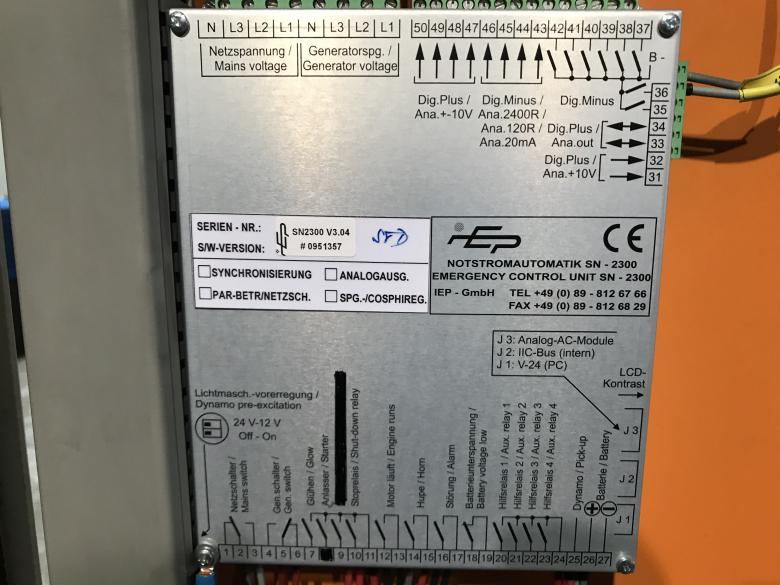 N L3 L2 L1 N L3 L2 L1
Netzspannung /
Mains voltage
Generatorspg. /
Generator voltage
50 49 48 47 46 45 44 43 42 41 40 39 38 37
B -
36
35
34
33
32
31
Dig.Plus /
Ana.+-10V
Dig.Minus /
Ana.2400R /
Ana.120R /
Ana.20mA
Dig.Minus
Dig.Plus /
Ana.out
Dig.Plus /
Ana.+10V
SERIEN - NR.:
S/W-VERSION:
SN2300 V3.04
# 0951357
SYNCHRONISIERUNG
ANALOGAUSG.
PAR-BETR/NETZSCH.
SPG.-/COSPHIREG.
IEP
CE
NOTSTROMAUTOMATIK SN - 2300
EMERGENCY CONTROL UNIT SN - 2300
IEP - GmbH TEL +49 (0) 89 - 812 67 66
FAX +49 (0) 89 - 812 68 29
J 3: Analog-AC-Module
J 2: IIC-Bus (intern)
J 1: V-24 (PC)
LCD-
Kontrast
J 3
J 2
J 1
Lichtmasch.-vorerregung /
Dynamo pre-excitation
24 V-12 V
Off - On
Netzschalter /
Mains switch
Gen.schalter /
Gen. switch
Glühen / Glow
Anlasser / Starter
Stoprelais / Shut-down relay
Motor läuft / Engine runs
Hupe / Horn
Störung / Alarm
Batterieunterspannung /
Battery voltage low
Hilfsrelais 1 / Aux. relay 1
Hilfsrelais 2 / Aux. relay 2
Hilfsrelais 3 / Aux. relay 3
Hilfsrelais 4 / Aux. relay 4
Dynamo / Pick-up
Batterie / Battery
+ -
1 2 3 4 5 6 7 9 10 11 12 13 14 15 16 17 18 19 20 21 22 23 24 25 26 27